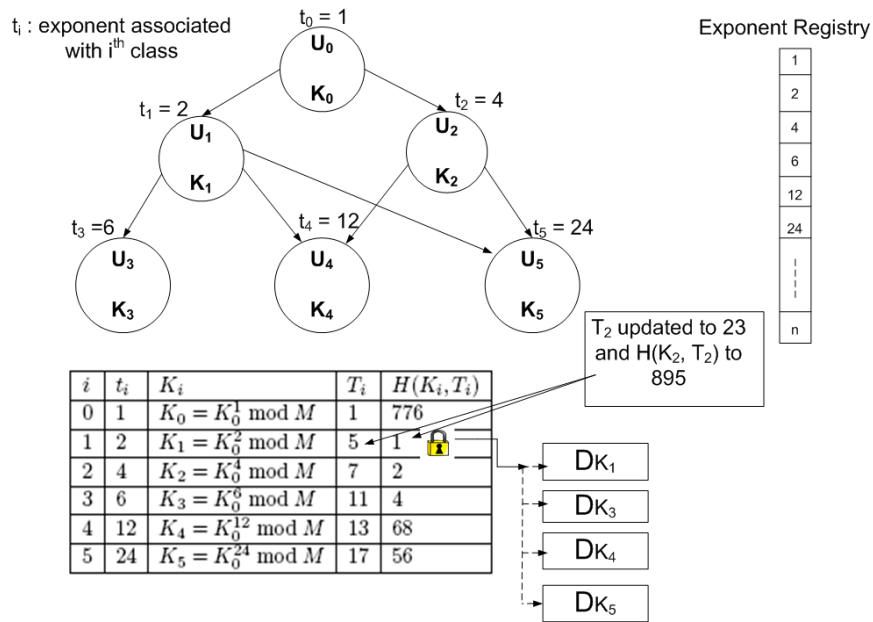 t₀ = 1
tᵢ : exponent associated
with iᵗʰ class
Exponent Registry
U₀
K₀
t₁ = 2
t₂ = 4
U₁
K₁
U₂
K₂
t₃ =6
t₄ = 12
t₅ = 24
U₃
K₃
U₄
K₄
U₅
K₅
1
2
4
6
12
24
n
T₂ updated to 23
and H(K₂, T₂) to
895
i tᵢ Kᵢ Tᵢ H(Kᵢ,Tᵢ)
0 1 K₀ = K₀¹ mod M 1 776
1 2 K₁ = K₀² mod M 5 1
2 4 K₂ = K₀⁴ mod M 7 2
3 6 K₃ = K₀⁶ mod M 11 4
4 12 K₄ = K₀¹² mod M 13 68
5 24 K₅ = K₀²⁴ mod M 17 56
DK₁
DK₃
DK₄
DK₅